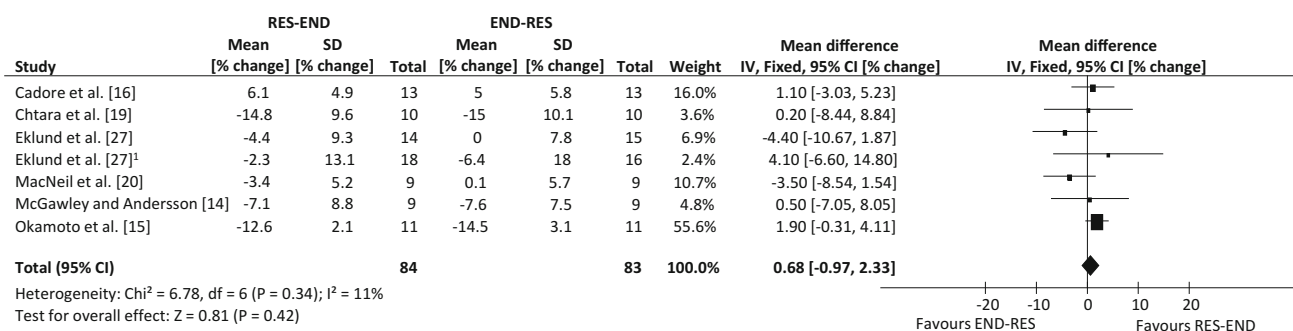 RES-END END-RES
Mean SD Mean SD Mean difference Mean difference
Study [% change] [% change] Total [% change] [% change] Total Weight IV, Fixed, 95% CI [% change] IV, Fixed, 95% CI [% change]
Cadore et al. [16] 6.1 4.9 13 5 5.8 13 16.0% 1.10 [-3.03, 5.23]
Chtara et al. [19] -14.8 9.6 10 -15 10.1 10 3.6% 0.20 [-8.44, 8.84]
Eklund et al. [27] -4.4 9.3 14 0 7.8 15 6.9% -4.40 [-10.67, 1.87]
Eklund et al. [27]¹ -2.3 13.1 18 -6.4 18 16 2.4% 4.10 [-6.60, 14.80]
MacNeil et al. [20] -3.4 5.2 9 0.1 5.7 9 10.7% -3.50 [-8.54, 1.54]
McGawley and Andersson [14] -7.1 8.8 9 -7.6 7.5 9 4.8% 0.50 [-7.05, 8.05]
Okamoto et al. [15] -12.6 2.1 11 -14.5 3.1 11 55.6% 1.90 [-0.31, 4.11]
Total (95% CI) 84 83 100.0% 0.68 [-0.97, 2.33]
Heterogeneity: Chi² = 6.78, df = 6 (P = 0.34); I² = 11%
Test for overall effect: Z = 0.81 (P = 0.42)
-20 -10 0 10 20
Favours END-RES Favours RES-END